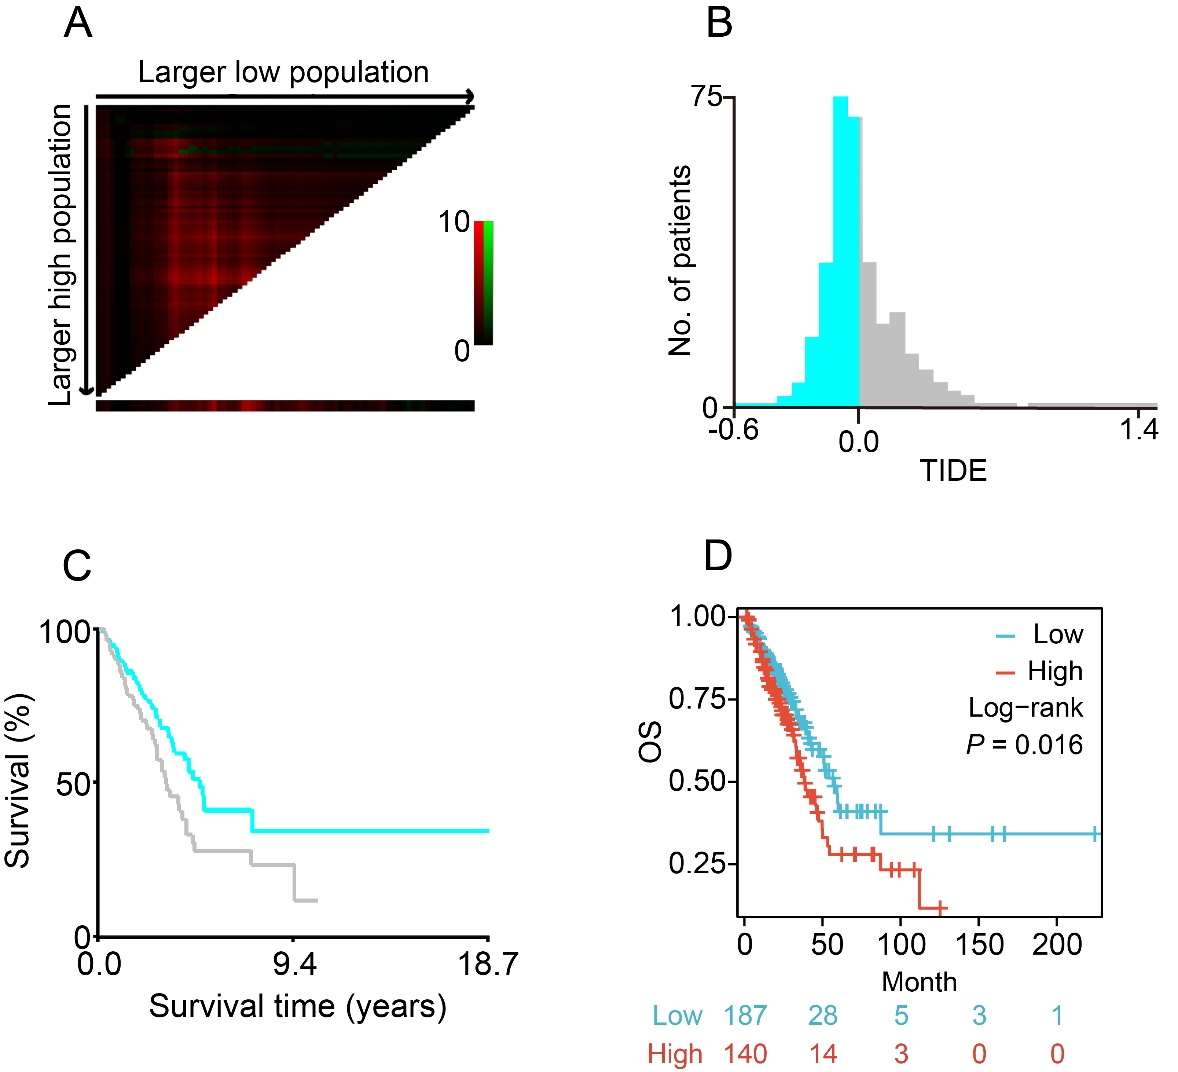 A
Larger low population
Larger high population
10
0
B
75
No. of patients
0
-0.6
0.0
1.4
TIDE
C
100
50
0
Survival (%)
0.0
9.4
18.7
Survival time (years)
D
1.00
0.75
0.50
0.25
OS
Low
High
Log-rank
P = 0.016
0 50 100 150 200
Month
Low 187 28 5 3 1
High 140 14 3 0 0